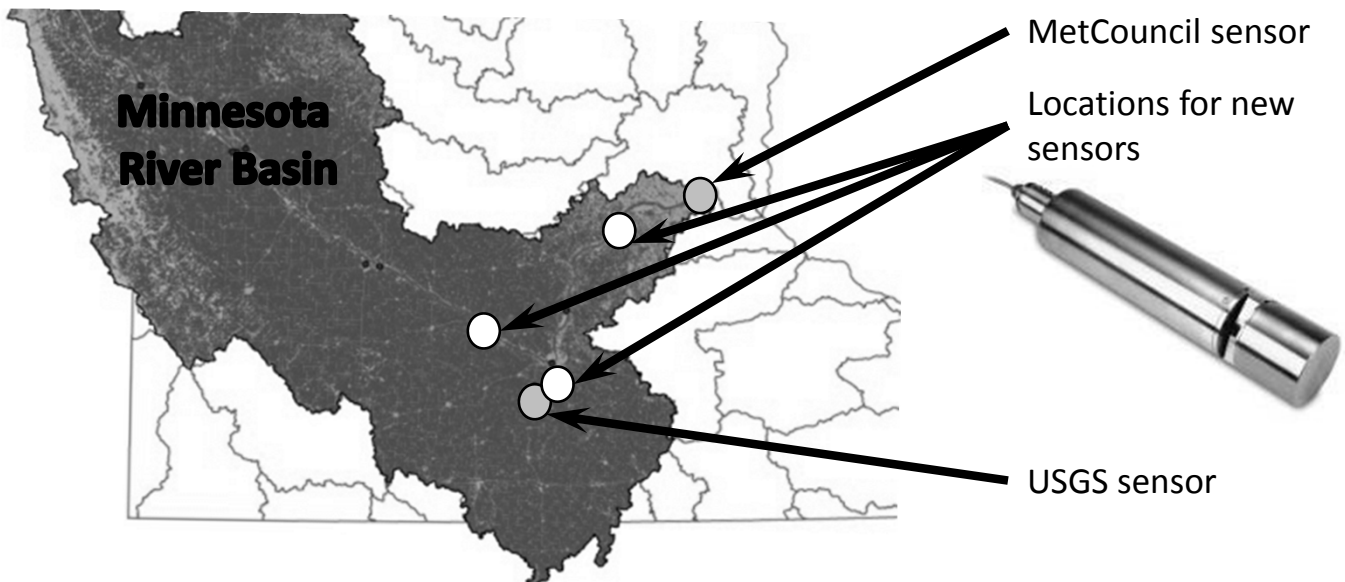 MetCouncil sensor
Minnesota
River Basin
Locations for new
sensors
USGS sensor